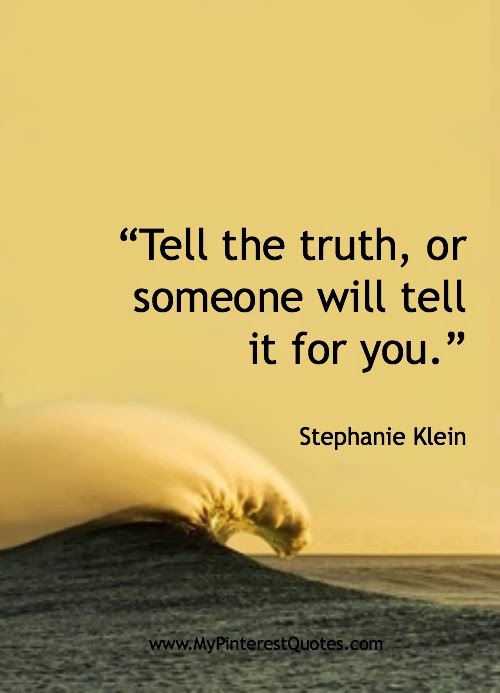 “Tell the truth, or
someone will tell
it for you.”
Stephanie Klein
www.MyPinterestQuotes.com